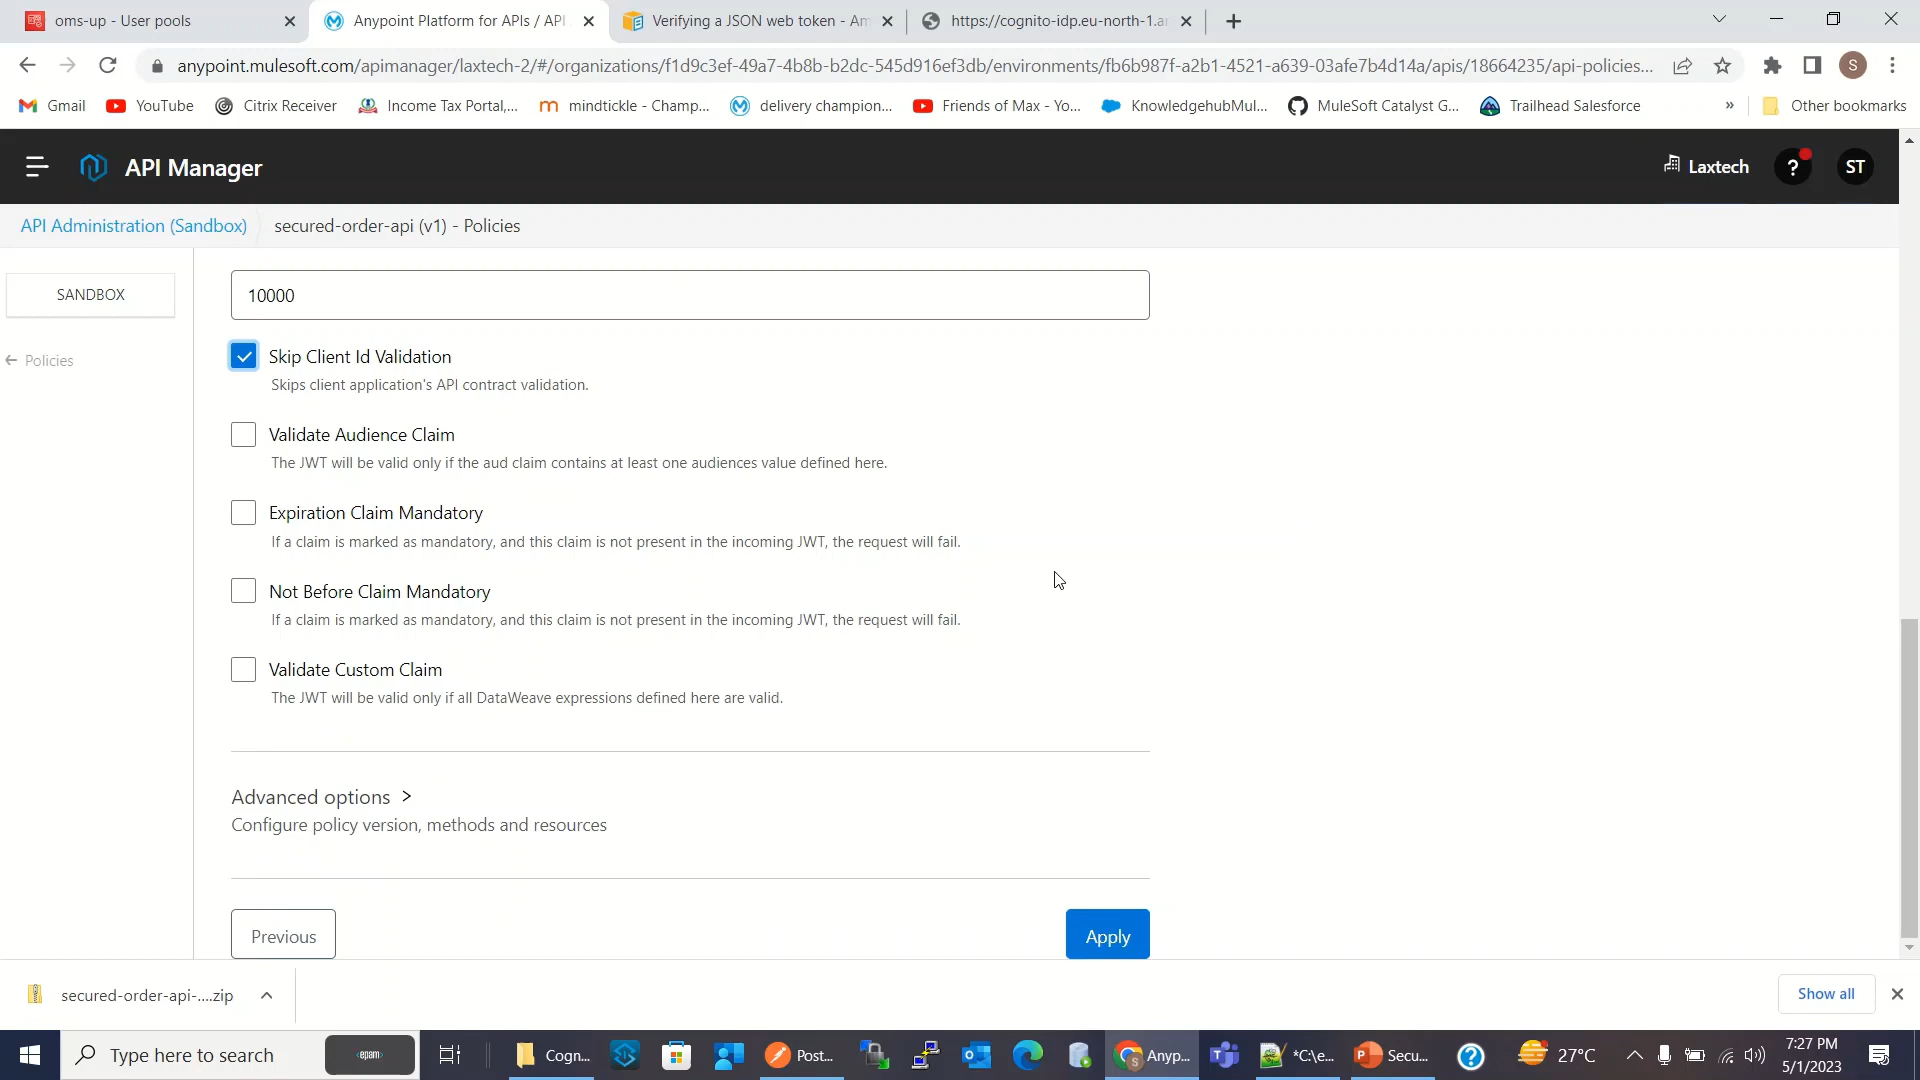 oms-up - User pools
Anypoint Platform for APIs / API
Verifying a JSON web token - Am
https://cognito-idp.eu-north-1.a
anypoint.mulesoft.com/apimanager/laxtech-2/#/organizations/f1d9c3ef-49a7-4b8b-b2dc-545d916ef3db/environments/fb6b987f-a2b1-4521-a639-03afe7b4d14a/apis/18664235/api-policies...
S
Gmail
YouTube
Citrix Receiver
Income Tax Portal,...
mindtickle - Champ...
delivery champion...
Friends of Max - Yo...
KnowledgehubMul...
MuleSoft Catalyst G...
Trailhead Salesforce
»
Other bookmarks
API Manager
Laxtech
?
ST
API Administration (Sandbox)
secured-order-api (v1) - Policies
SANDBOX
Policies
10000
Skip Client Id Validation
Skips client application's API contract validation.
Validate Audience Claim
The JWT will be valid only if the aud claim contains at least one audiences value defined here.
Expiration Claim Mandatory
If a claim is marked as mandatory, and this claim is not present in the incoming JWT, the request will fail.
Not Before Claim Mandatory
If a claim is marked as mandatory, and this claim is not present in the incoming JWT, the request will fail.
Validate Custom Claim
The JWT will be valid only if all DataWeave expressions defined here are valid.
Advanced options >
Configure policy version, methods and resources
Previous
Apply
secured-order-api-....zip
Show all
Type here to search
<epam>
Cogn...
Post...
Anyp...
*C:\e...
Secu...
27°C
7:27 PM
5/1/2023